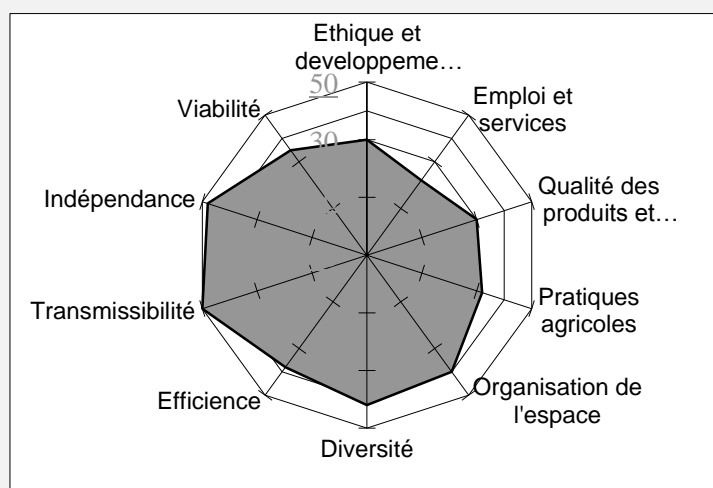 Ethique et
developpeme…
50
Emploi et
services
Viabilité
30
Qualité des
produits et…
Indépendance
Pratiques
agricoles
Transmissibilité
Organisation de
l'espace
Efficience
Diversité